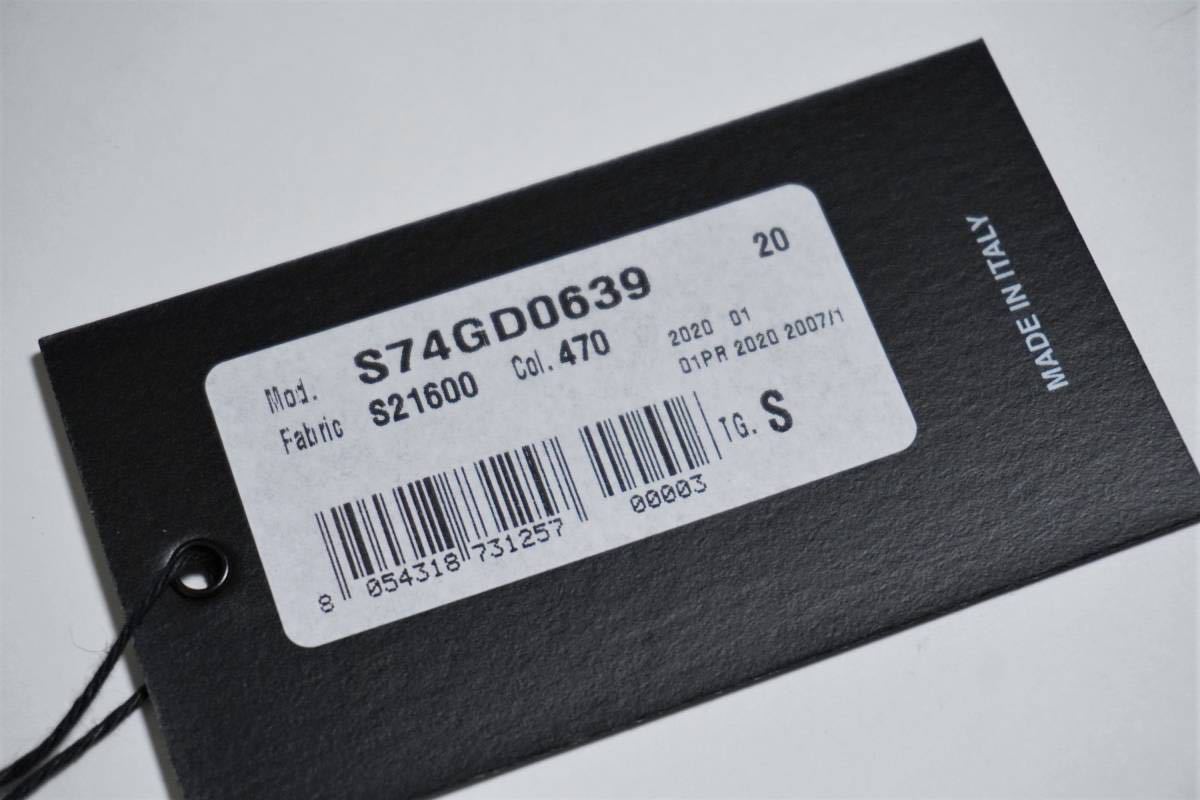 20
Mod. S74GD0639
Fabric S21600 Col. 470
2020 01
01PR 2020 2007/1
TG. S
8 054318 731257 00003
MADE IN ITALY